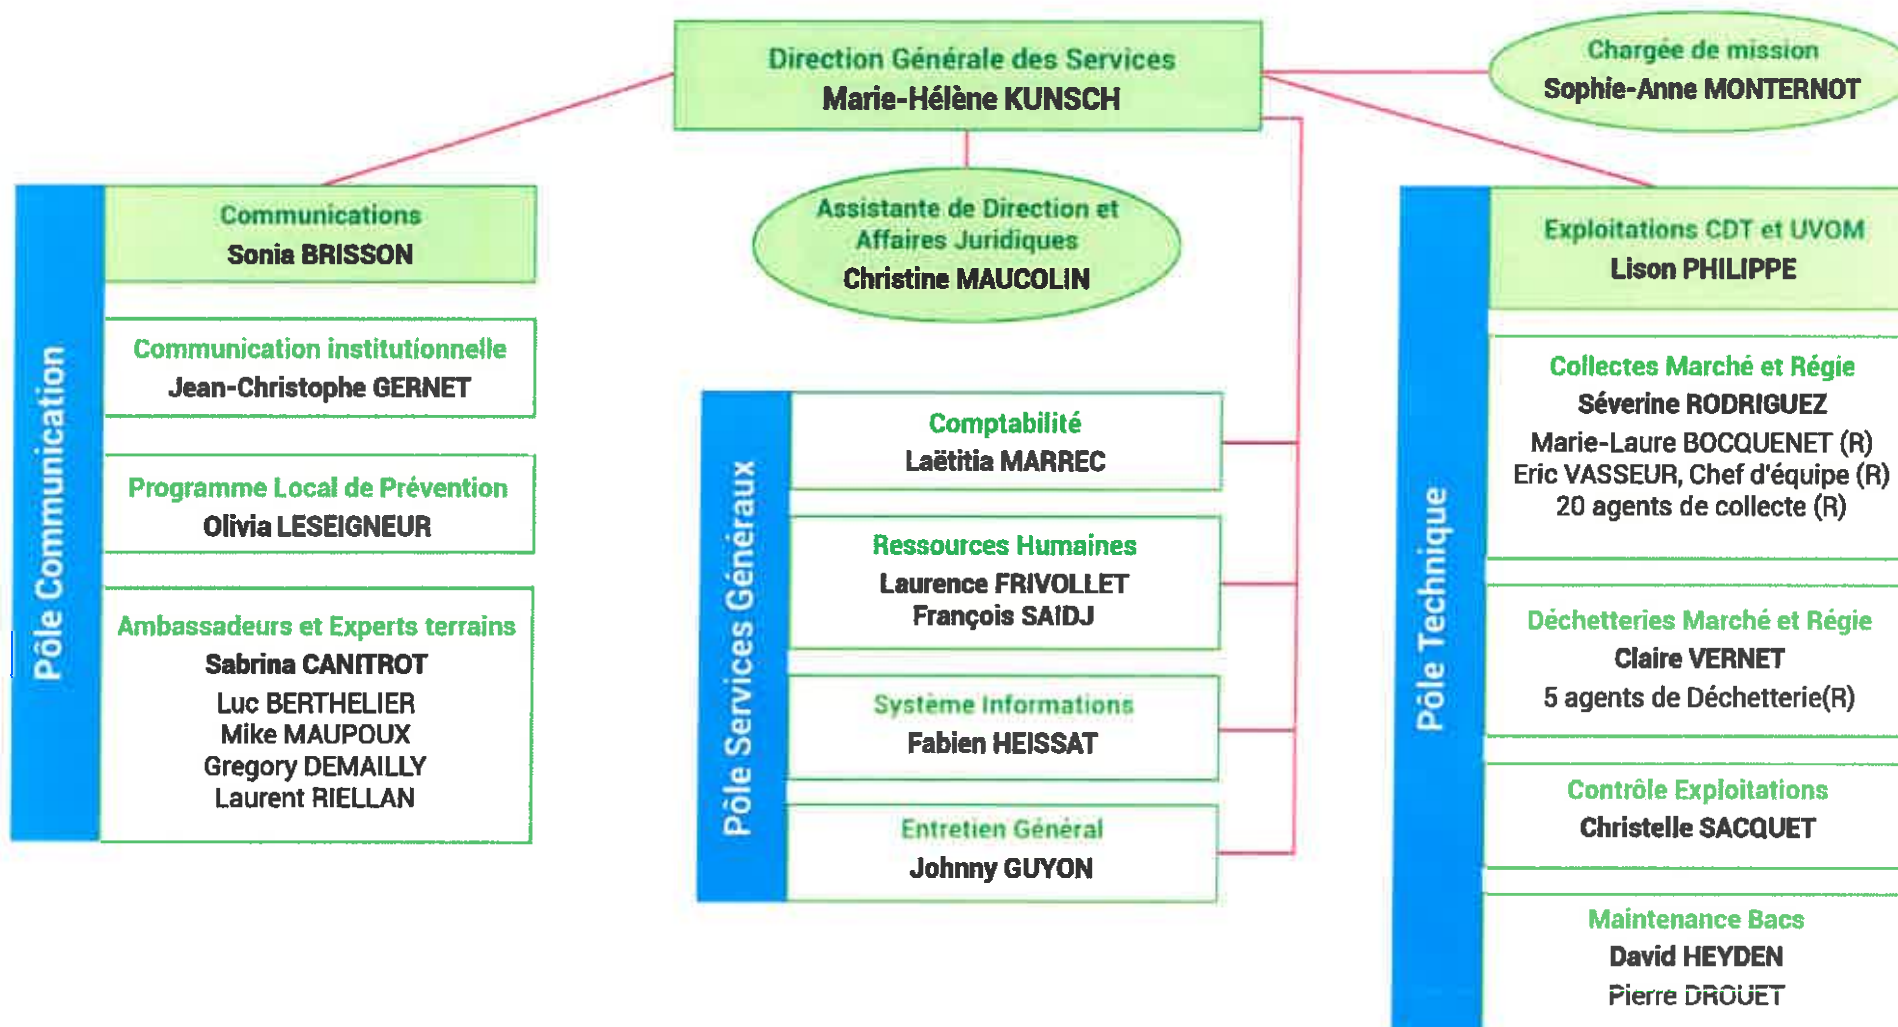 Direction Générale des Services
Marie-Hélène KUNSCH
Chargée de mission
Sophie-Anne MONTERNOT
Assistante de Direction et
Affaires Juridiques
Christine MAUCOLIN
Pôle Communication
Communications
Sonia BRISSON
Communication institutionnelle
Jean-Christophe GERNET
Programme Local de Prévention
Olivia LESEIGNEUR
Ambassadeurs et Experts terrains
Sabrina CANITROT
Luc BERTHELIER
Mike MAUPOUX
Gregory DEMAILLY
Laurent RIELLAN
Pôle Services Généraux
Comptabilité
Laëtitia MARREC
Ressources Humaines
Laurence FRIVOLLET
François SAIDJ
Système Informations
Fabien HEISSAT
Entretien Général
Johnny GUYON
Pôle Technique
Exploitations CDT et UVOM
Lison PHILIPPE
Collectes Marché et Régie
Séverine RODRIGUEZ
Marie-Laure BOCQUENET (R)
Eric VASSEUR, Chef d'équipe (R)
20 agents de collecte (R)
Déchetteries Marché et Régie
Claire VERNET
5 agents de Déchetterie(R)
Contrôle Exploitations
Christelle SACQUET
Maintenance Bacs
David HEYDEN
Pierre DROUET